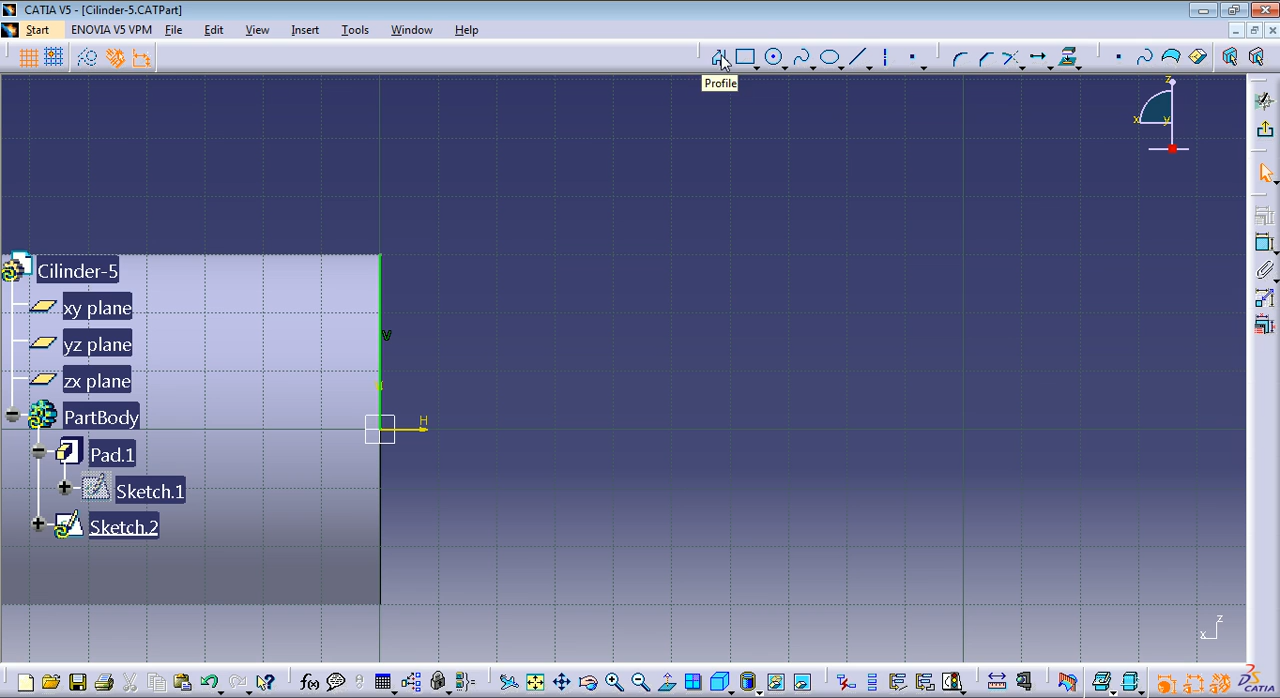 CATIA V5 - [Cilinder-5.CATPart]
Start ENOVIA V5 VPM File Edit View Insert Tools Window Help
Profile
z
x y
Cilinder-5
xy plane
V
yz plane
zx plane
PartBody
H
Pad.1
Sketch.1
Sketch.2
z
x
f(x)
CATIA